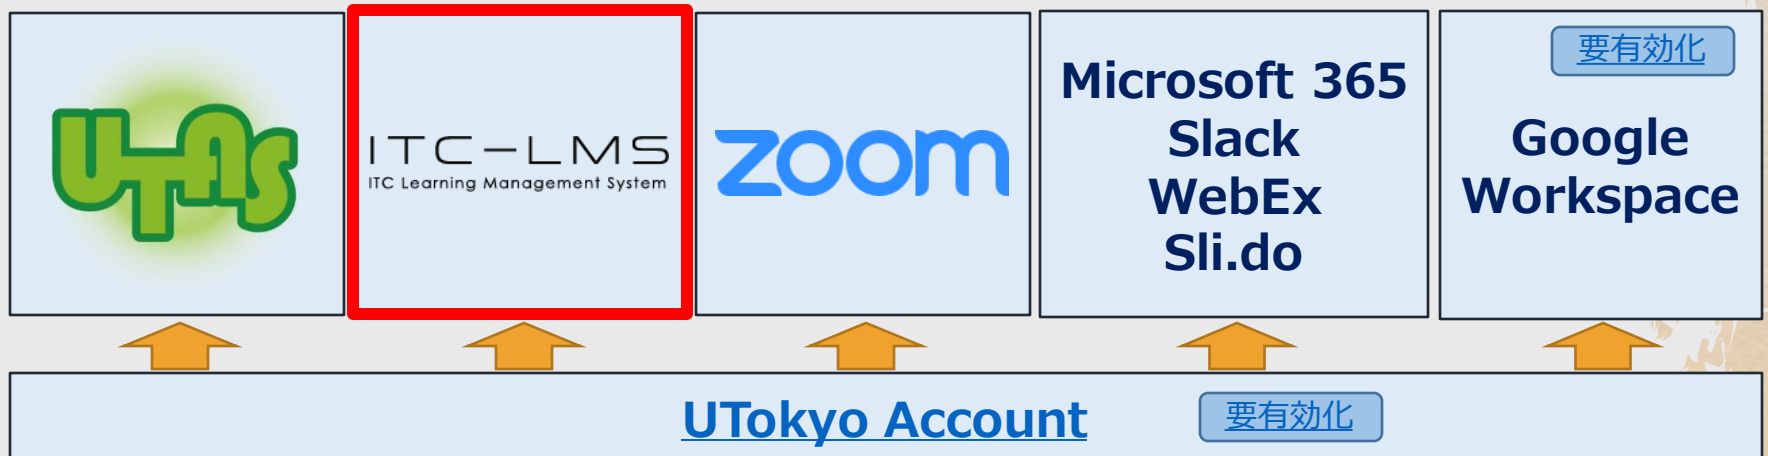 UTAS
ITC-LMS
ITC Learning Management System
zoom
Microsoft 365
Slack
WebEx
Sli.do
要有効化
Google
Workspace
UTokyo Account
要有効化